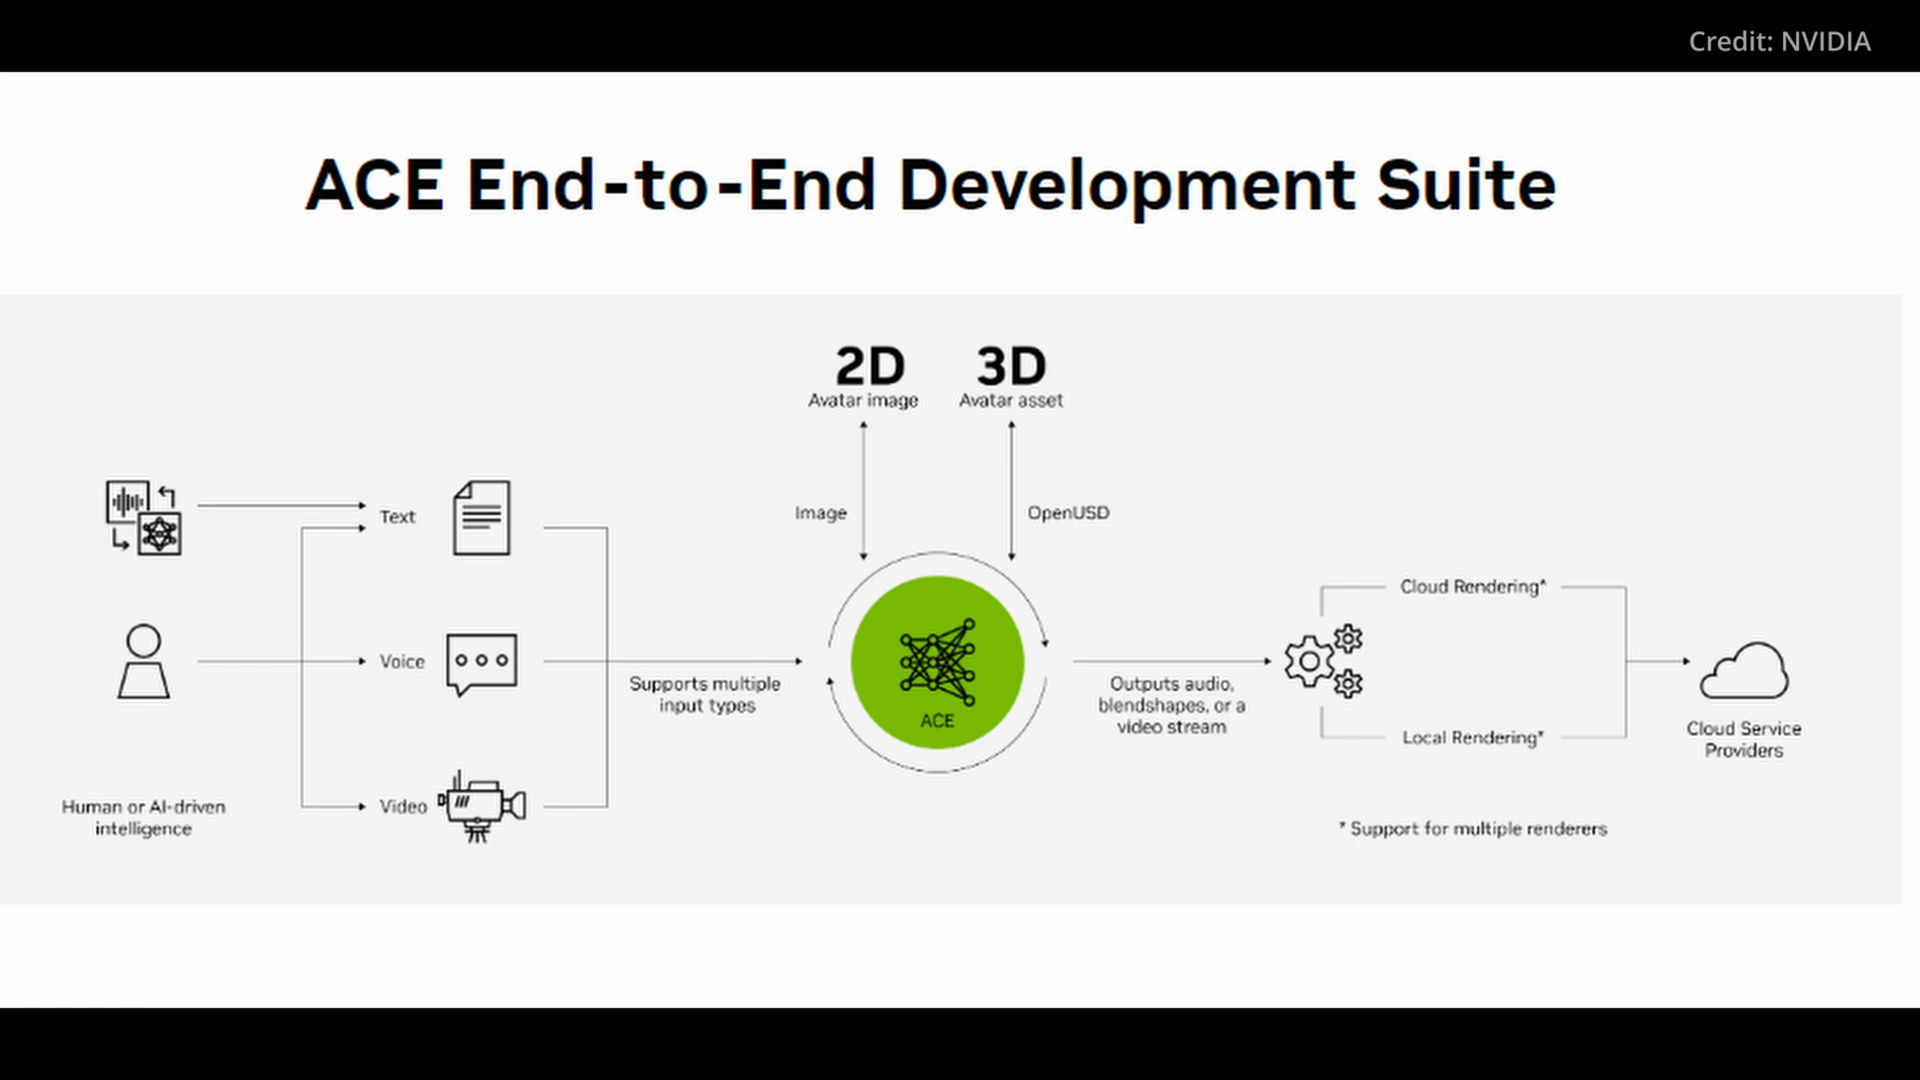 Credit: NVIDIA
ACE End-to-End Development Suite
2D
Avatar image
3D
Avatar asset
Image
OpenUSD
Text
Voice
Video
Human or AI-driven
intelligence
Supports multiple
input types
ACE
Outputs audio,
blendshapes, or a
video stream
Cloud Rendering*
Local Rendering*
Cloud Service
Providers
* Support for multiple renderers